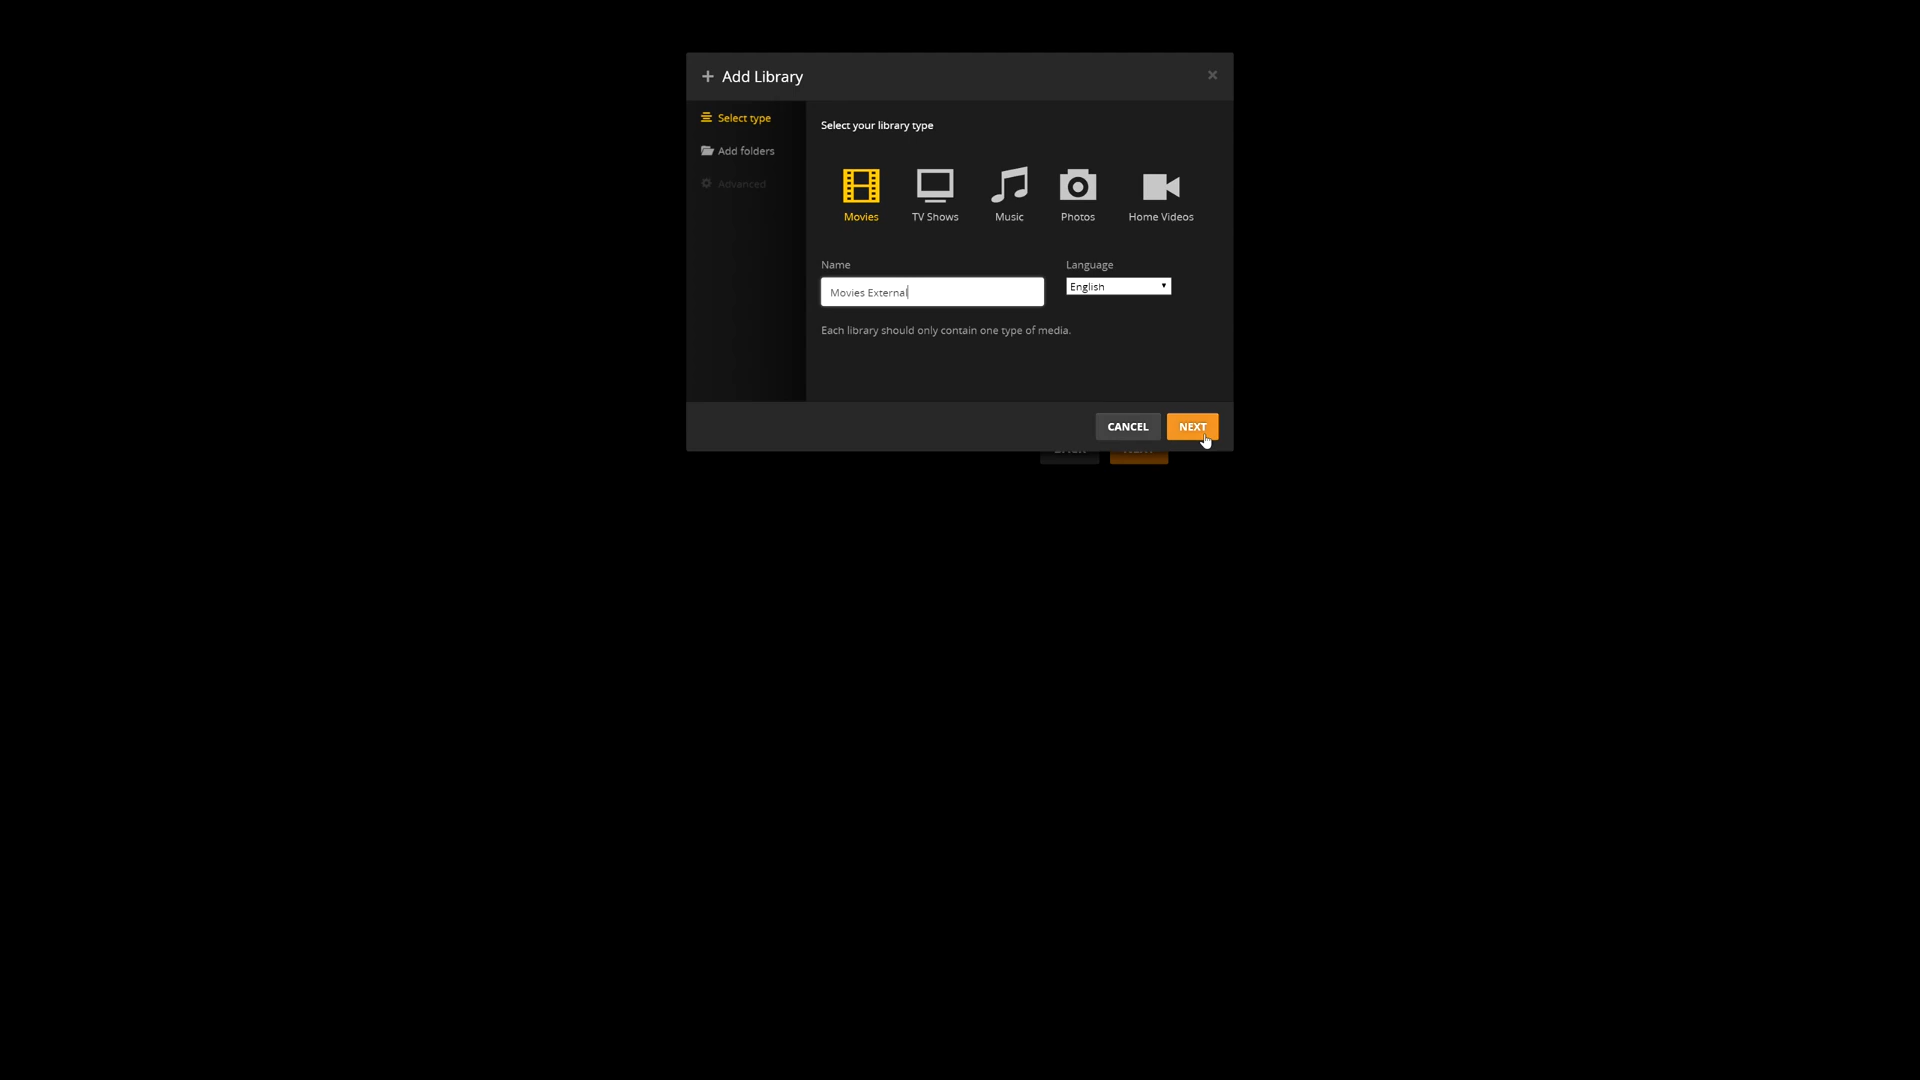 + Add Library
×
Select type
Add folders
Advanced
Select your library type
Movies
TV Shows
Music
Photos
Home Videos
Name
Language
Movies External
English
Each library should only contain one type of media.
CANCEL
NEXT